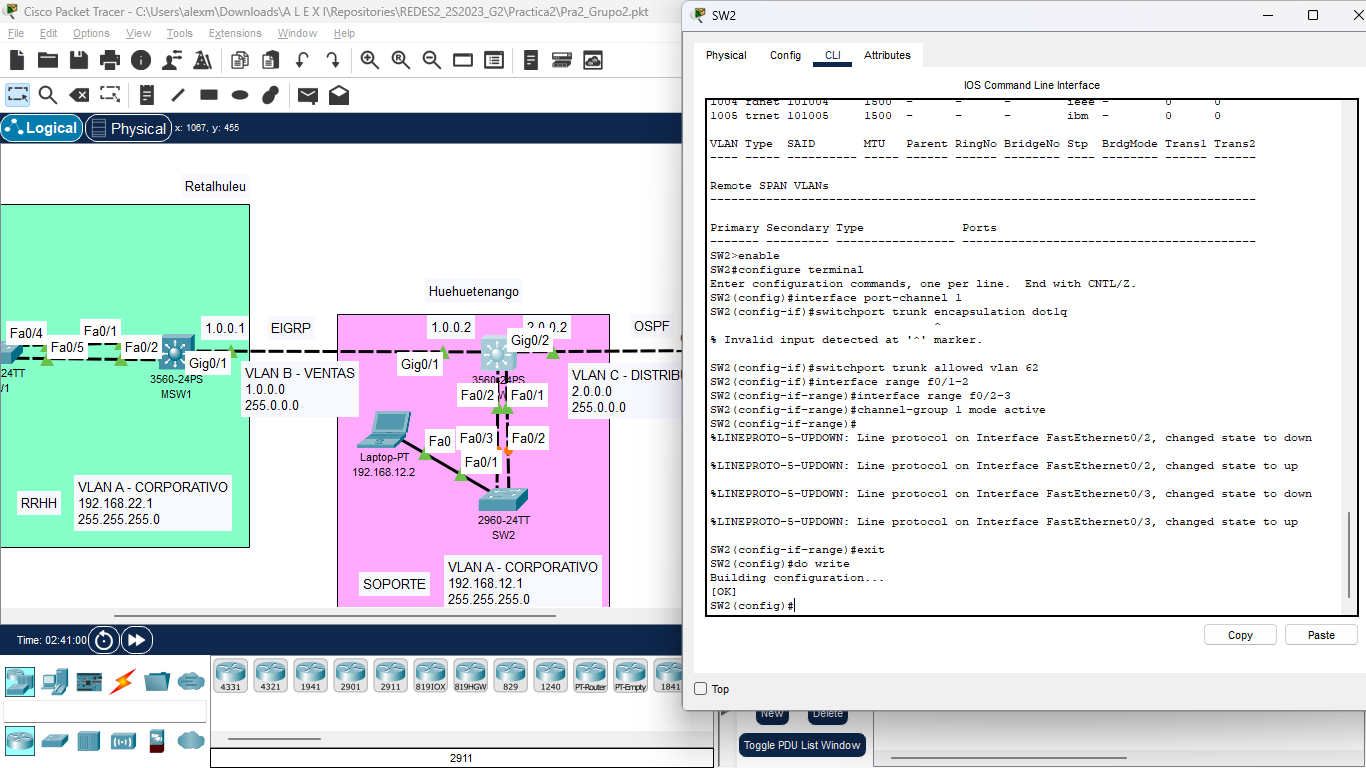 Cisco Packet Tracer - C:\Users\alexm\Downloads\A L E X I\Repositories\REDES2_2S2023_G2\Practica2\Pra2_Grupo2.pkt
File Edit Options View Tools Extensions Window Help
Logical
Physical
x: 1067, y: 455
Retalhuleu
Fa0/4
Fa0/1
Fa0/5
Fa0/2
1.0.0.1
EIGRP
Gig0/1
24TT
3560-24PS
MSW1
VLAN B - VENTAS
1.0.0.0
255.0.0.0
RRHH
VLAN A - CORPORATIVO
192.168.22.1
255.255.255.0
Huehuetenango
1.0.0.2
2.0.0.2
OSPF
Gig0/2
Gig0/1
3560-24PS
VLAN C - DISTRIBU
2.0.0.0
255.0.0.0
Fa0/2
Fa0/1
Fa0
Fa0/3
Fa0/2
Laptop-PT
192.168.12.2
Fa0/1
2960-24TT
SW2
SOPORTE
VLAN A - CORPORATIVO
192.168.12.1
255.255.255.0
Time: 02:41:00
4331 4321 1941 2901 2911 819IOX 819HGW 829 1240 PT-Router PT-Empty 1841
2911
New
Delete
Toggle PDU List Window
SW2
Physical Config CLI Attributes
IOS Command Line Interface
1004 fdnet 101004 1500 - - - ieee - 0 0
1005 trnet 101005 1500 - - - ibm - 0 0
VLAN Type SAID MTU Parent RingNo BridgeNo Stp BrdgMode Trans1 Trans2
---- ----- ---------- ----- ------ ------ -------- ---- -------- ------ ------
Remote SPAN VLANs
------------------------------------------------------------------------------
Primary Secondary Type Ports
------- --------- ----------------- ------------------------------------------
SW2>enable
SW2#configure terminal
Enter configuration commands, one per line. End with CNTL/Z.
SW2(config)#interface port-channel 1
SW2(config-if)#switchport trunk encapsulation dot1q
^
% Invalid input detected at '^' marker.
SW2(config-if)#switchport trunk allowed vlan 62
SW2(config-if)#interface range f0/1-2
SW2(config-if-range)#interface range f0/2-3
SW2(config-if-range)#channel-group 1 mode active
SW2(config-if-range)#
%LINEPROTO-5-UPDOWN: Line protocol on Interface FastEthernet0/2, changed state to down
%LINEPROTO-5-UPDOWN: Line protocol on Interface FastEthernet0/2, changed state to up
%LINEPROTO-5-UPDOWN: Line protocol on Interface FastEthernet0/3, changed state to down
%LINEPROTO-5-UPDOWN: Line protocol on Interface FastEthernet0/3, changed state to up
SW2(config-if-range)#exit
SW2(config)#do write
Building configuration...
[OK]
SW2(config)#
Copy
Paste
Top